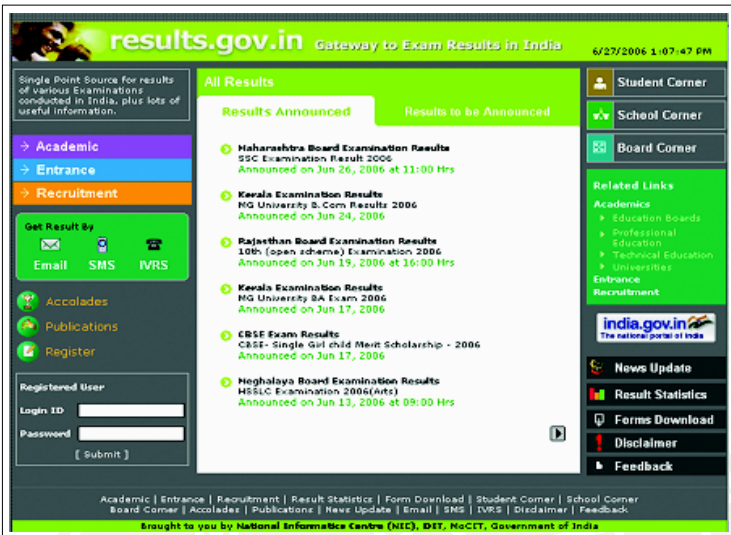 results.gov.in Gateway to Exam Results in India
6/27/2006 1:07:47 PM
Single Point Source for results
of various Examinations
conducted in India, plus lots of
useful information.
Academic
Entrance
Recruitment
Get Result By
Email SMS IVRS
Accolades
Publications
Register
Registered User
Login ID
Password
[ Submit ]
All Results
Results Announced Results to be Announced
Maharashtra Board Examination Results
SSC Examination Result 2006
Announced on Jun 26, 2006 at 11:00 Hrs
Kerala Examination Results
MG University B.Com Results 2006
Announced on Jun 24, 2006
Rajasthan Board Examination Results
10th (open scheme) Examination 2006
Announced on Jun 19, 2006 at 16:00 Hrs
Kerala Examination Results
MG University BA Exam 2006
Announced on Jun 17, 2006
CBSE Exam Results
CBSE- Single Girl child Merit Scholarship - 2006
Announced on Jun 17, 2006
Meghalaya Board Examination Results
HSSLC Examination 2006(Arts)
Announced on Jun 13, 2006 at 09:00 Hrs
Student Corner
School Corner
Board Corner
Related Links
Academics
Education Boards
Professional
Education
Technical Education
Universities
Entrance
Recruitment
india.gov.in
The national portal of India
News Update
Result Statistics
Forms Download
Disclaimer
Feedback
Academic | Entrance | Recruitment | Result Statistics | Form Download | Student Corner | School Corner
Board Corner | Accolades | Publications | News Update | Email | SMS | IVRS | Disclaimer | Feedback
Brought to you by National Informatics Centre (NIC), DIT, MoCIT, Government of India